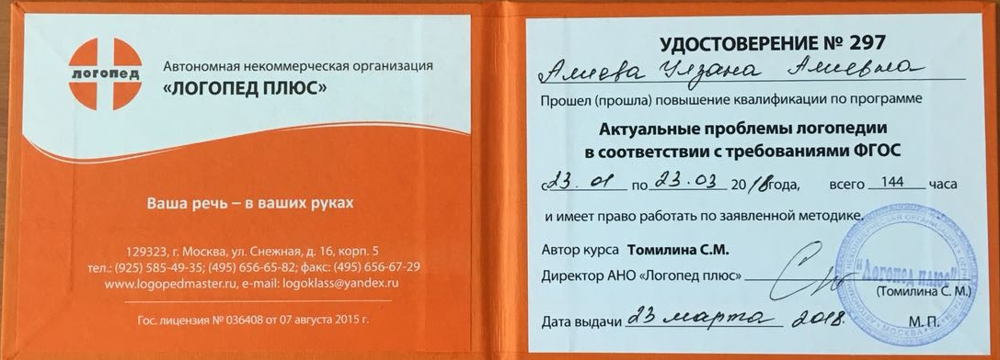 логопед
Автономная некоммерческая организация
«ЛОГОПЕД ПЛЮС»
Ваша речь – в ваших руках
129323, г. Москва, ул. Снежная, д. 16, корп. 5
тел.: (925) 585-49-35; (495) 656-65-82; факс: (495) 656-67-29
www.logopedmaster.ru, e-mail: logoklass@yandex.ru
Гос. лицензия № 036408 от 07 августа 2015 г.
УДОСТОВЕРЕНИЕ № 297
Алиева Улзана Алиевна
Прошел (прошла) повышение квалификации по программе
Актуальные проблемы логопедии
в соответствии с требованиями ФГОС
с 23. 01 по 23.03 2018 года, всего 144 часа
и имеет право работать по заявленной методике.
Автор курса Томилина С.М.
Директор АНО «Логопед плюс»
"Логопед плюс"
(Томилина С. М.)
Дата выдачи 23 марта 2018. М. П.
МОСКВА